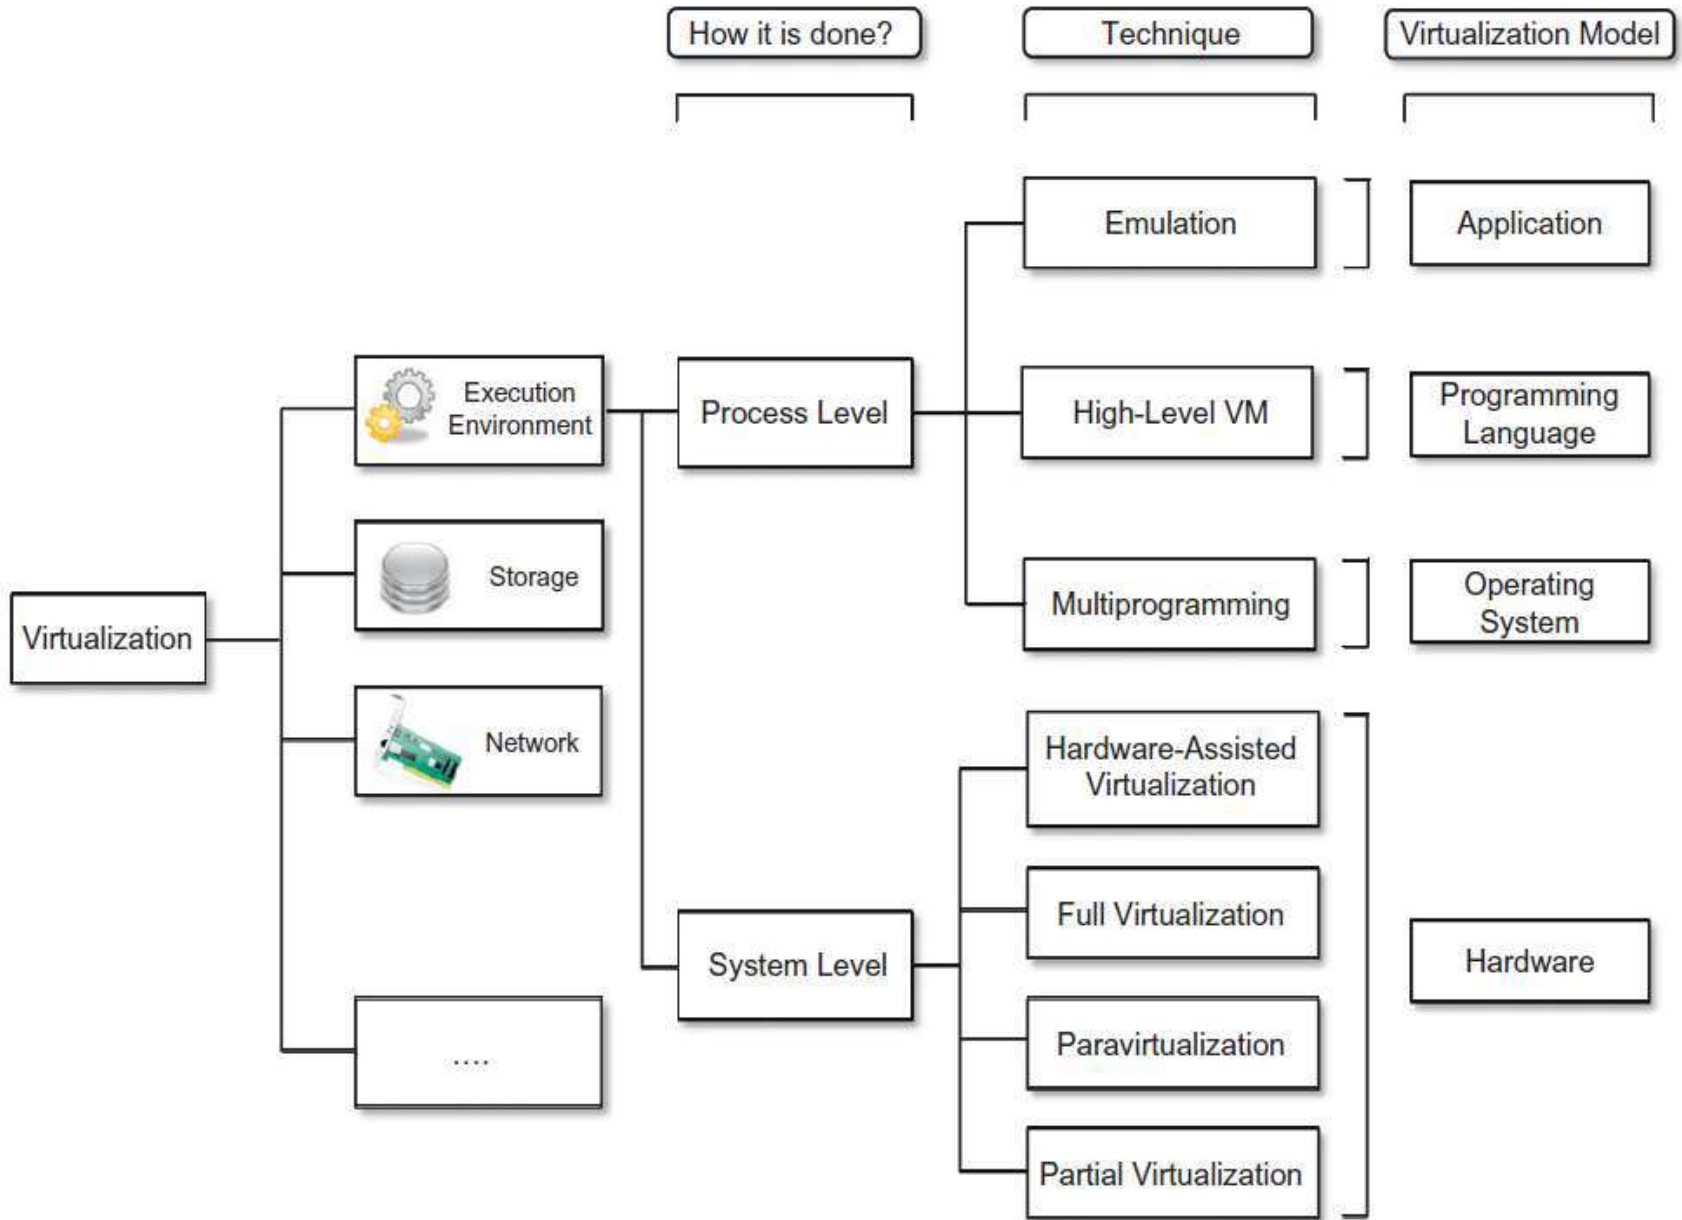 How it is done?
Technique
Virtualization Model
Emulation
Application
Execution
Environment
Process Level
High-Level VM
Programming
Language
Storage
Multiprogramming
Operating
System
Virtualization
Network
Hardware-Assisted
Virtualization
Full Virtualization
System Level
Hardware
Paravirtualization
....
Partial Virtualization